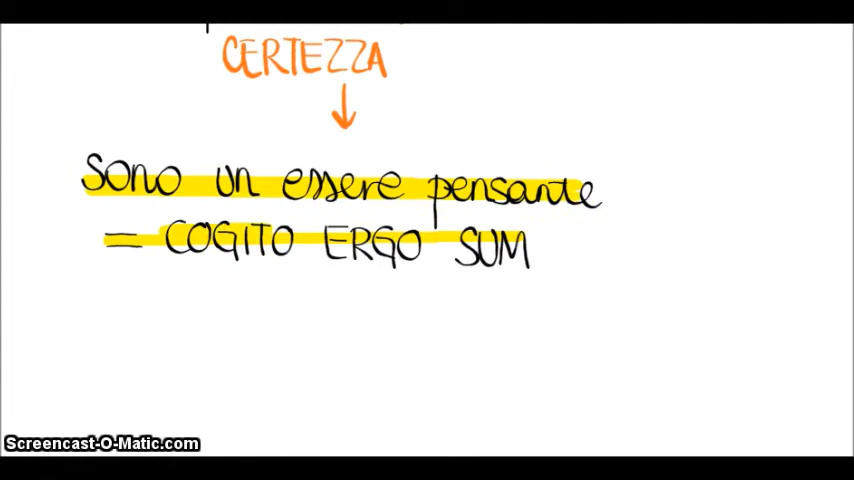 CERTEZZA
sono un essere pensante
= COGITO ERGO SUM
Screencast-O-Matic.com